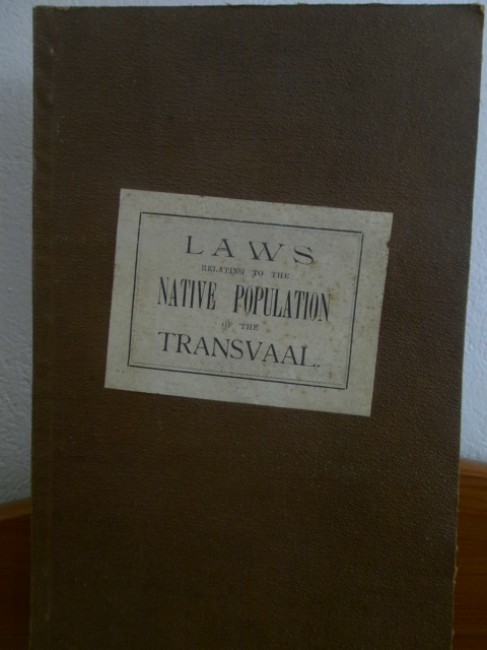 LAWS
RELATING TO THE
NATIVE POPULATION
OF THE
TRANSVAAL.